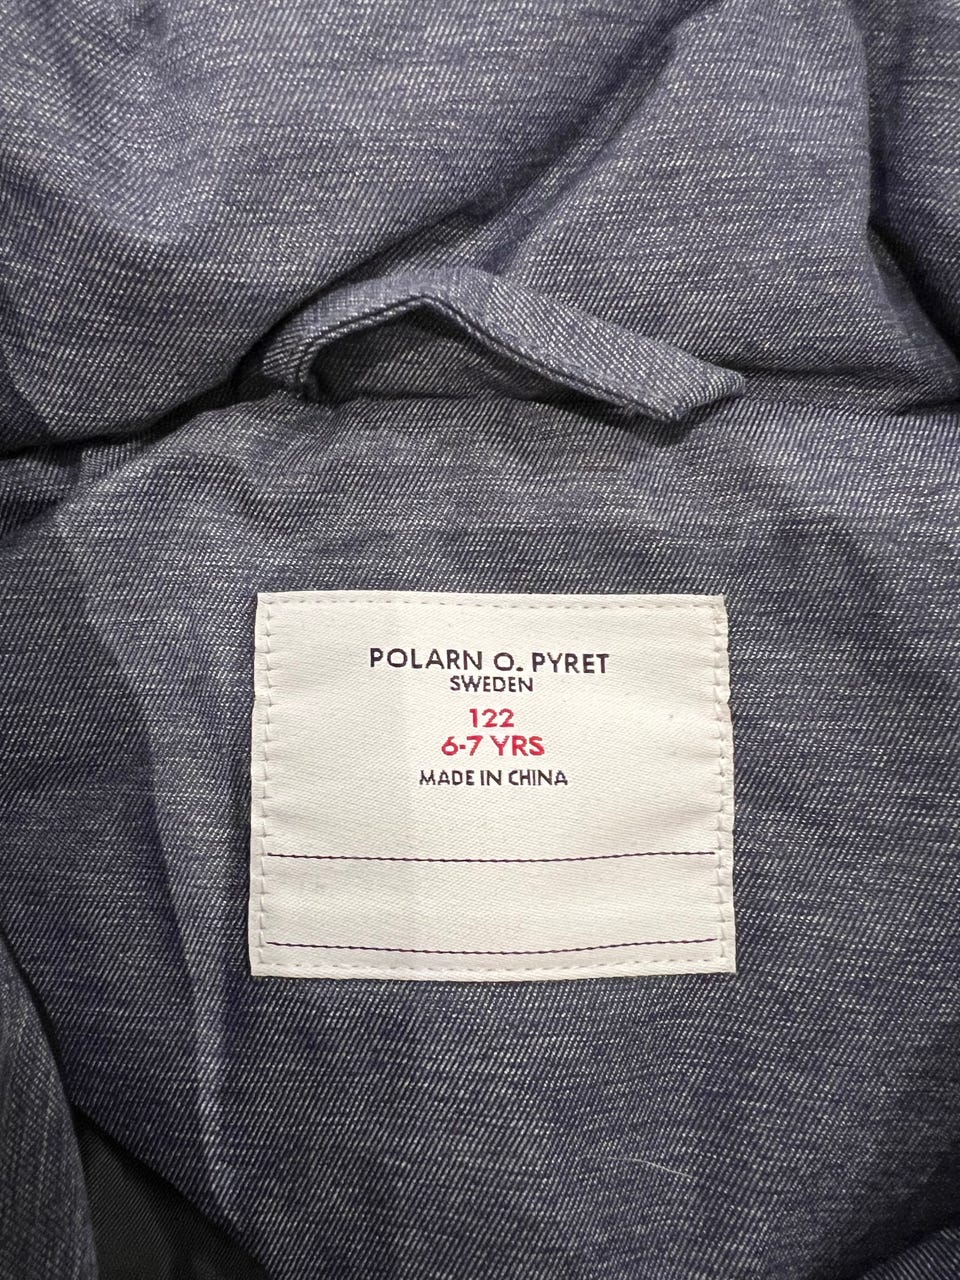 POLARN O. PYRET
SWEDEN
122
6-7 YRS
MADE IN CHINA